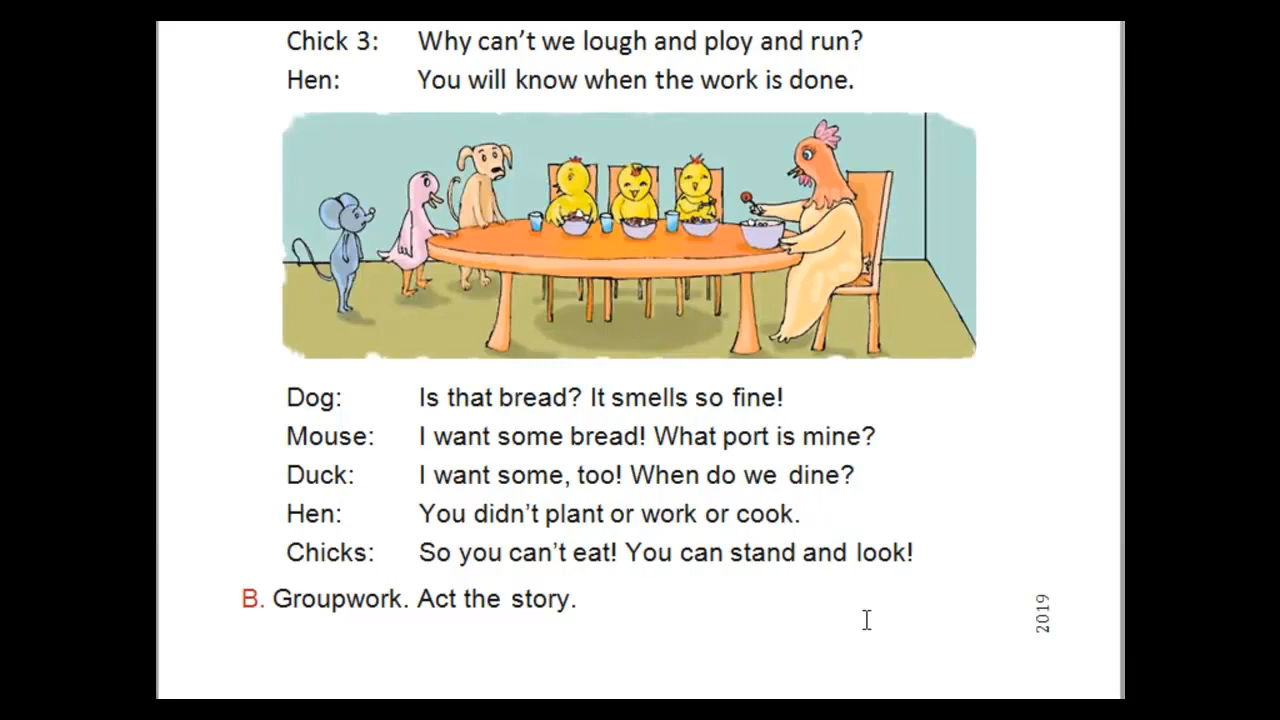 Chick 3: Why can't we lough and ploy and run?
Hen: You will know when the work is done.
Dog: Is that bread? It smells so fine!
Mouse: I want some bread! What port is mine?
Duck: I want some, too! When do we dine?
Hen: You didn't plant or work or cook.
Chicks: So you can't eat! You can stand and look!
B. Groupwork. Act the story.
2019